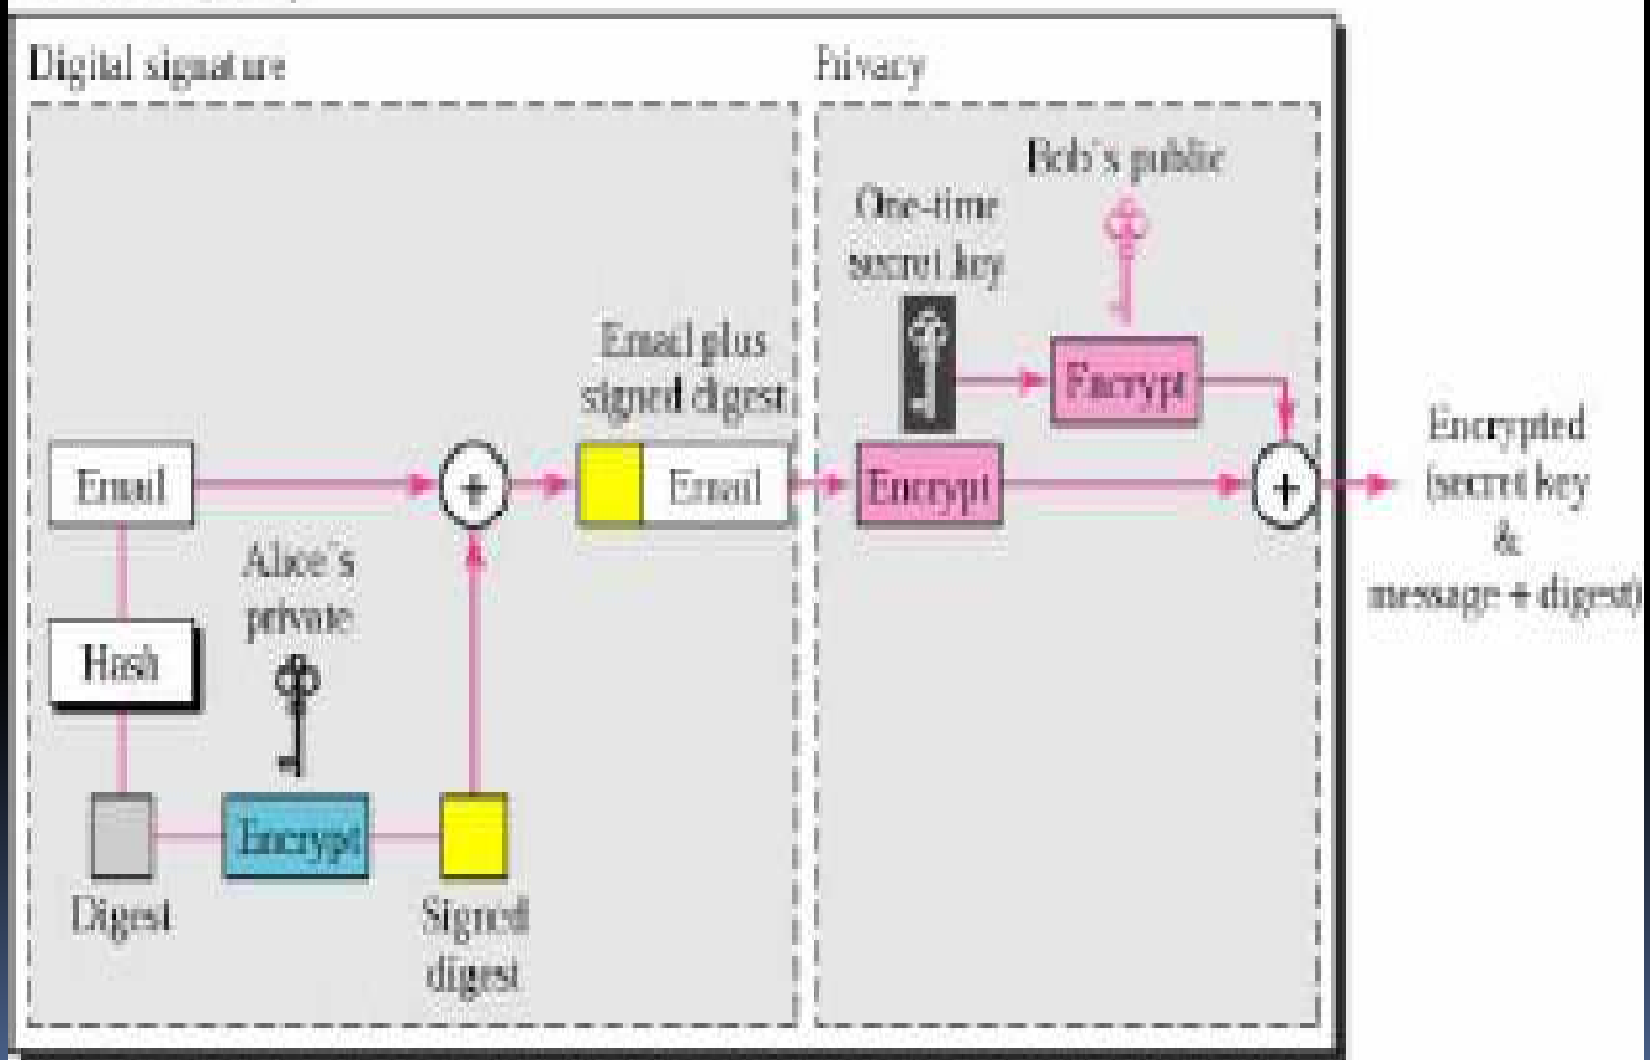 Digital signature
Privacy
Bob's public
One-time
secret key
Email plus
signed digest
Encrypt
Email
+
Email
Encrypt
+
Encrypted
(secret key
&
message + digest)
Alice's
private
Hash
Encrypt
Digest
Signed
digest